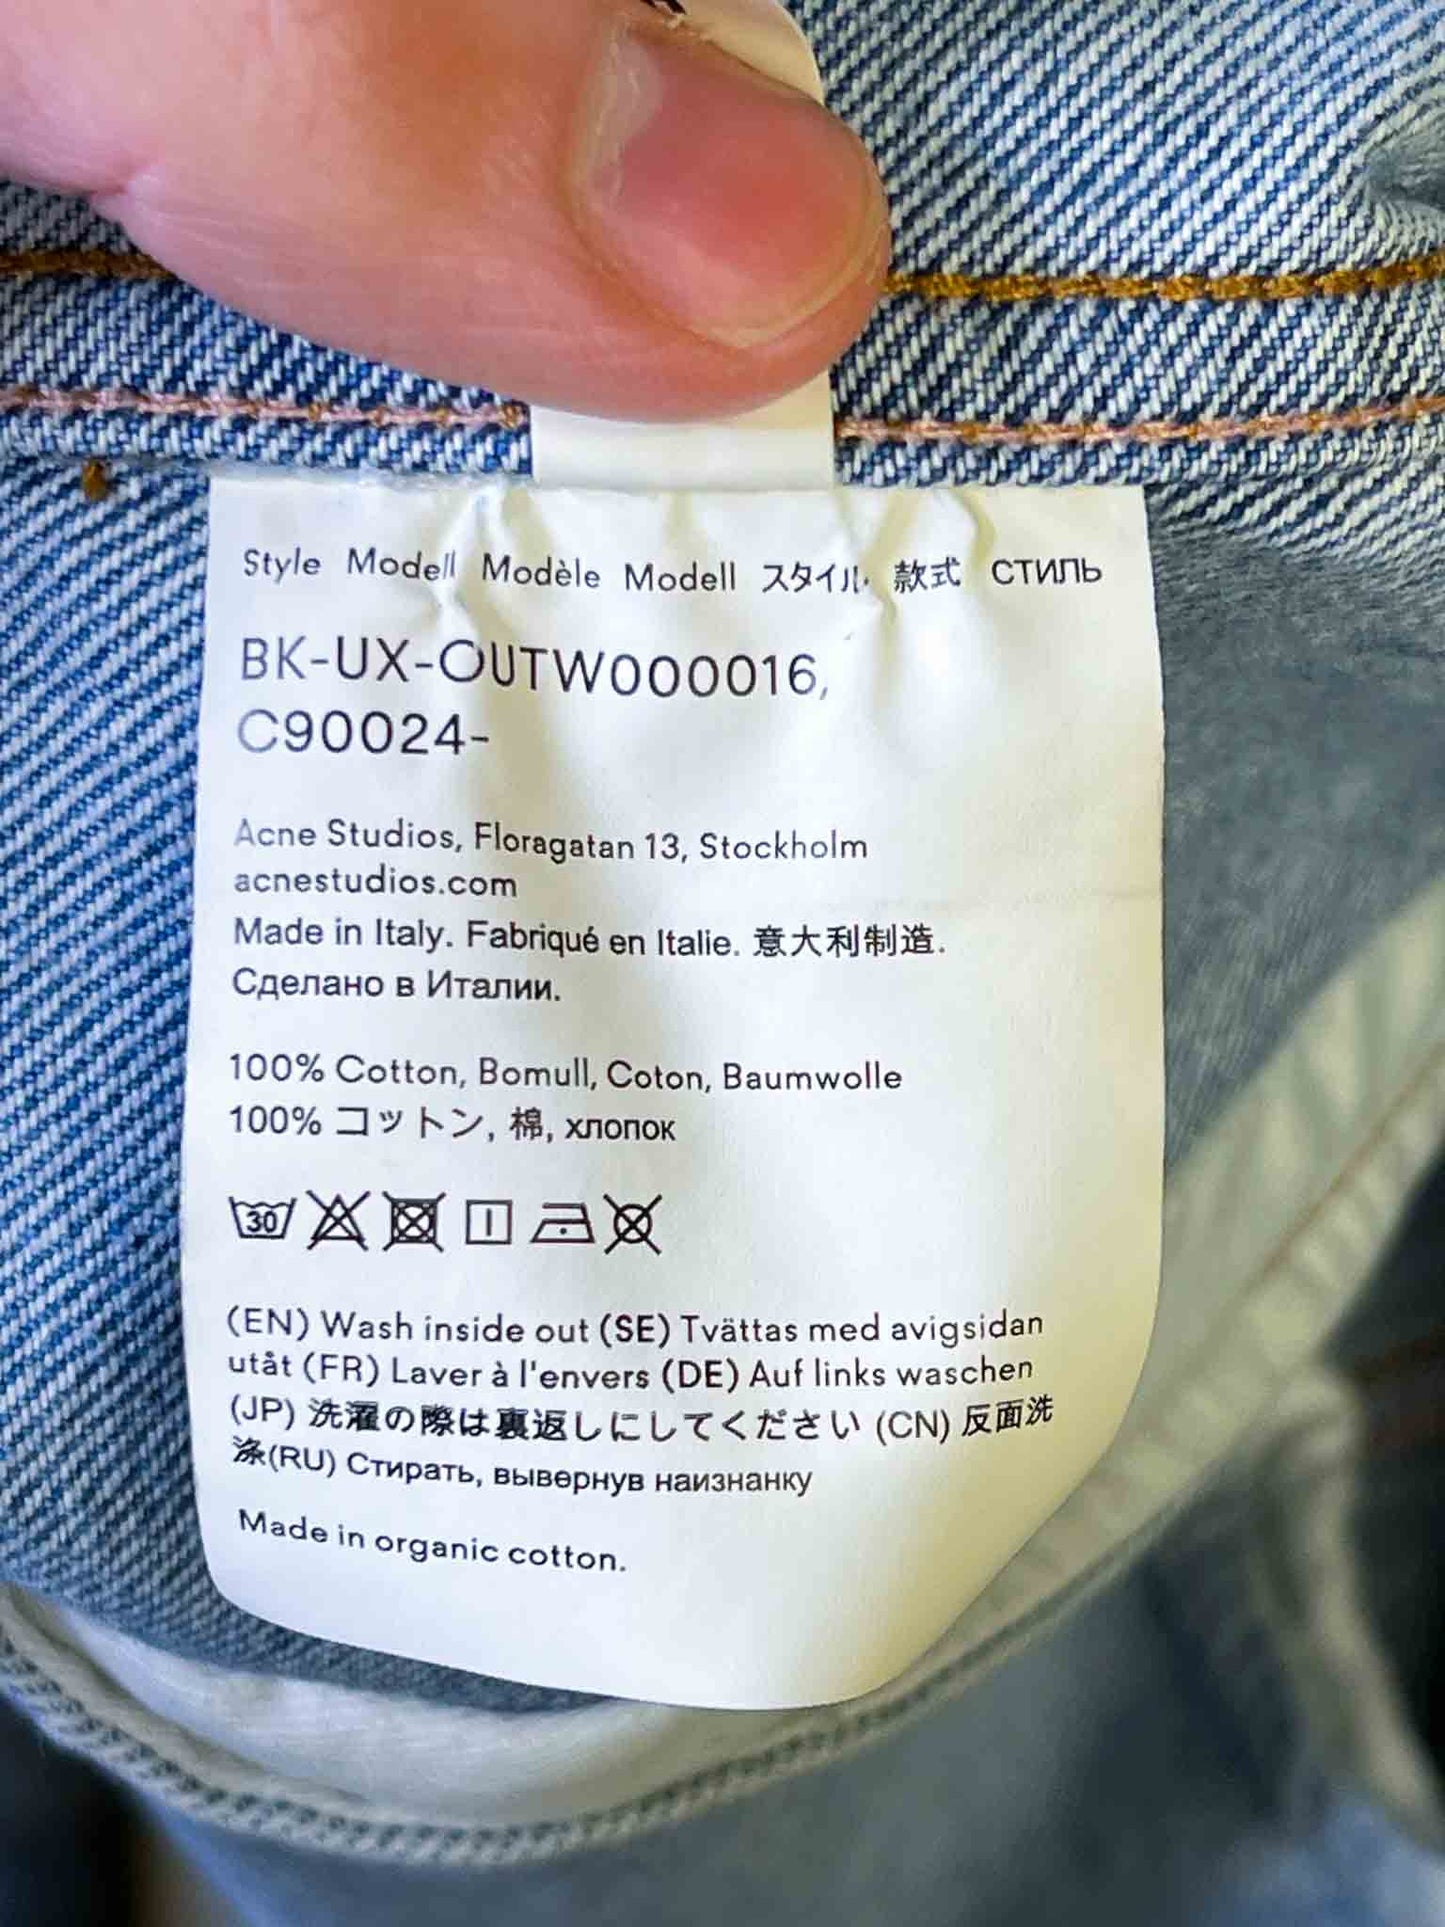 Style Modell Modèle Modell スタイル 款式 СТИЛЬ
BK-UX-OUTW000016,
C90024-
Acne Studios, Floragatan 13, Stockholm
acnestudios.com
Made in Italy. Fabriqué en Italie. 意大利制造.
Сделано в Италии.
100% Cotton, Bomull, Coton, Baumwolle
100% コットン, 棉, хлопок
30
(EN) Wash inside out (SE) Tvättas med avigsidan
utåt (FR) Laver à l'envers (DE) Auf links waschen
(JP) 洗濯の際は裏返しにしてください (CN) 反面洗
涤(RU) Стирать, вывернув наизнанку
Made in organic cotton.